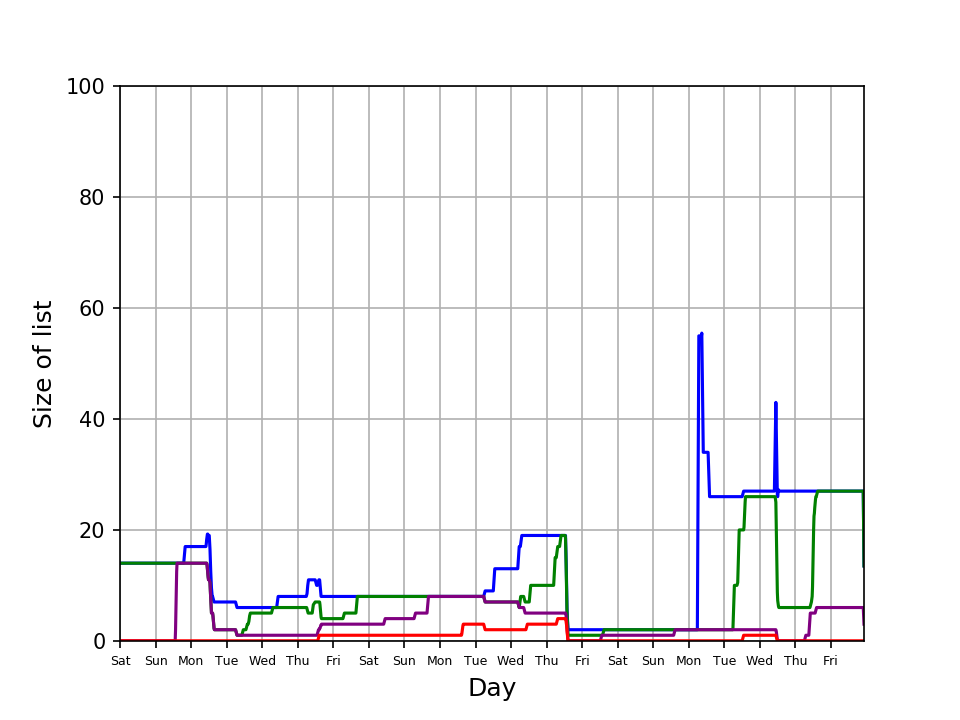 100
80
60
40
20
0
Size of list
Sat Sun Mon Tue Wed Thu Fri Sat Sun Mon Tue Wed Thu Fri Sat Sun Mon Tue Wed Thu Fri
Day